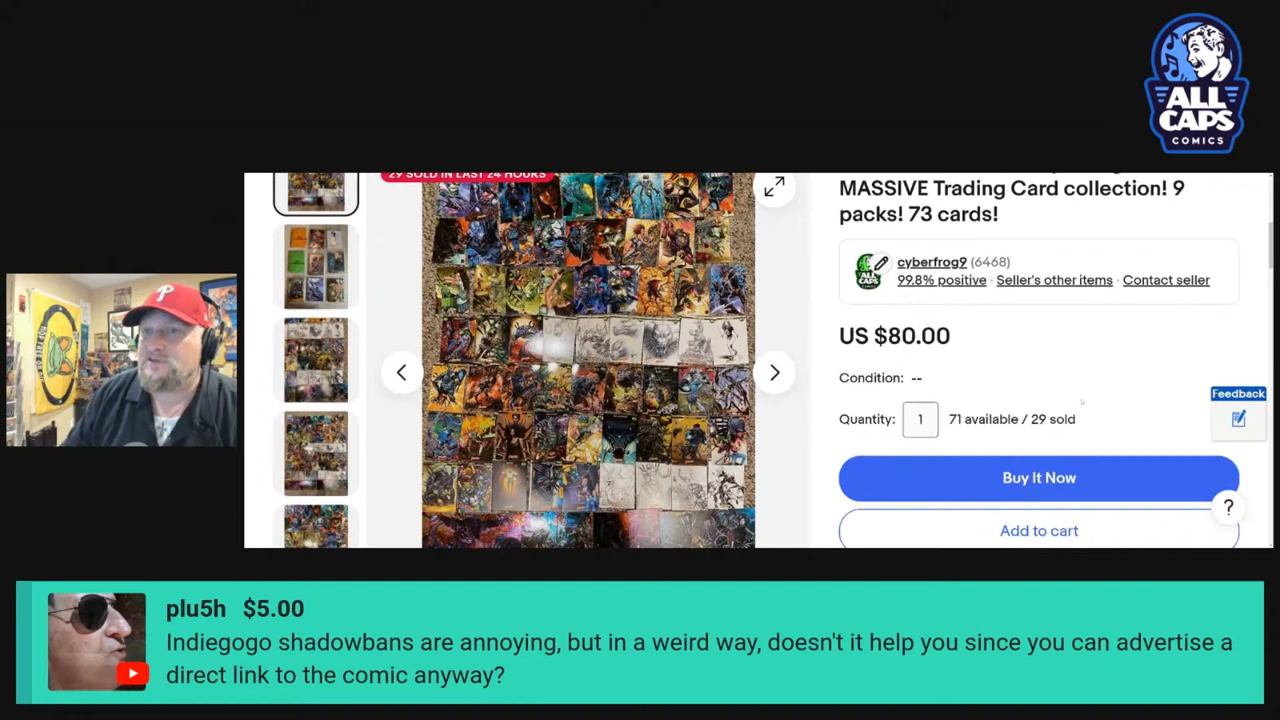 ALL
CAPS
COMICS
29 SOLD IN LAST 24 HOURS
MASSIVE Trading Card collection! 9
packs! 73 cards!
cyberfrog9 (6468)
99.8% positive · Seller's other items · Contact seller
US $80.00
Condition: --
Feedback
Quantity: 1 71 available / 29 sold
Buy It Now
?
Add to cart
plu5h $5.00
Indiegogo shadowbans are annoying, but in a weird way, doesn't it help you since you can advertise a
direct link to the comic anyway?